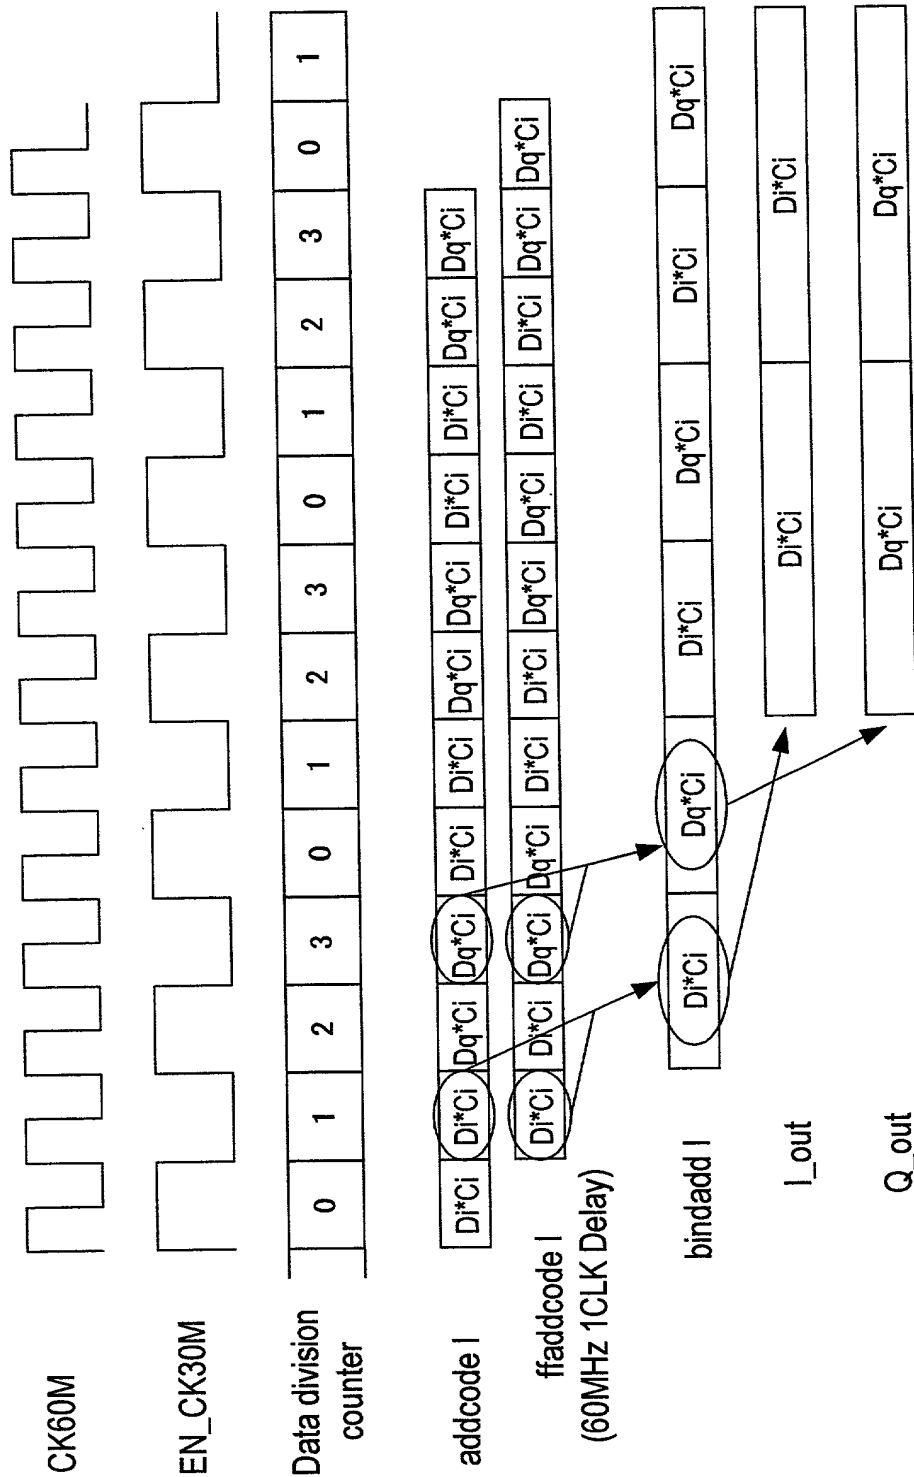 CK60M
EN_CK30M
Data division
counter
0 1 2 3 0 1 2 3 0 1 2 3 0 1
addcode I
Di*Ci Di*Ci Dq*Ci Dq*Ci Di*Ci Di*Ci Dq*Ci Dq*Ci Di*Ci Di*Ci Dq*Ci Dq*Ci
ffaddcode I
(60MHz 1CLK Delay)
Di*Ci Di*Ci Dq*Ci Dq*Ci Di*Ci Di*Ci Dq*Ci Dq*Ci Di*Ci Di*Ci Dq*Ci Dq*Ci
bindadd I
Di*Ci Dq*Ci Di*Ci Dq*Ci Di*Ci Dq*Ci
I_out
Di*Ci Di*Ci
Q_out
Dq*Ci Dq*Ci